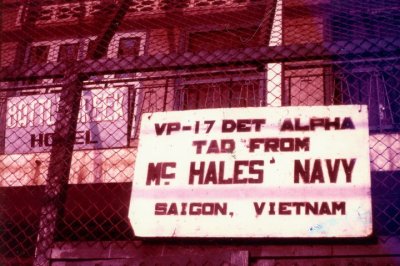 HOTEL
VP-17 DET ALPHA
TAD FROM
Mc HALES' NAVY
SAIGON, VIETNAM